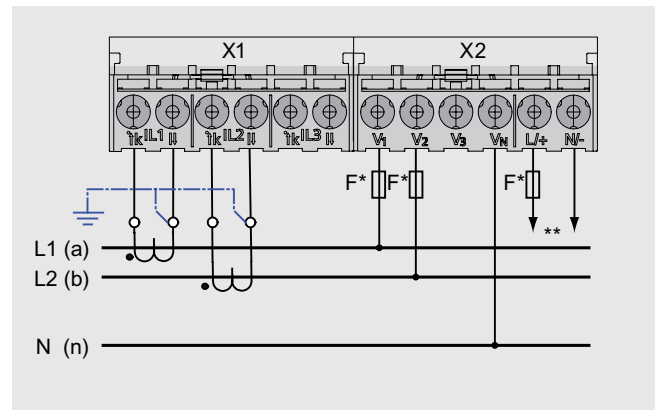 X1 X2
↑k IL1 l↓ ↑k IL2 l↓ ↑k IL3 l↓ V1 V2 V3 VN L/+ N/-
F* F* F*
**
L1 (a)
L2 (b)
N (n)